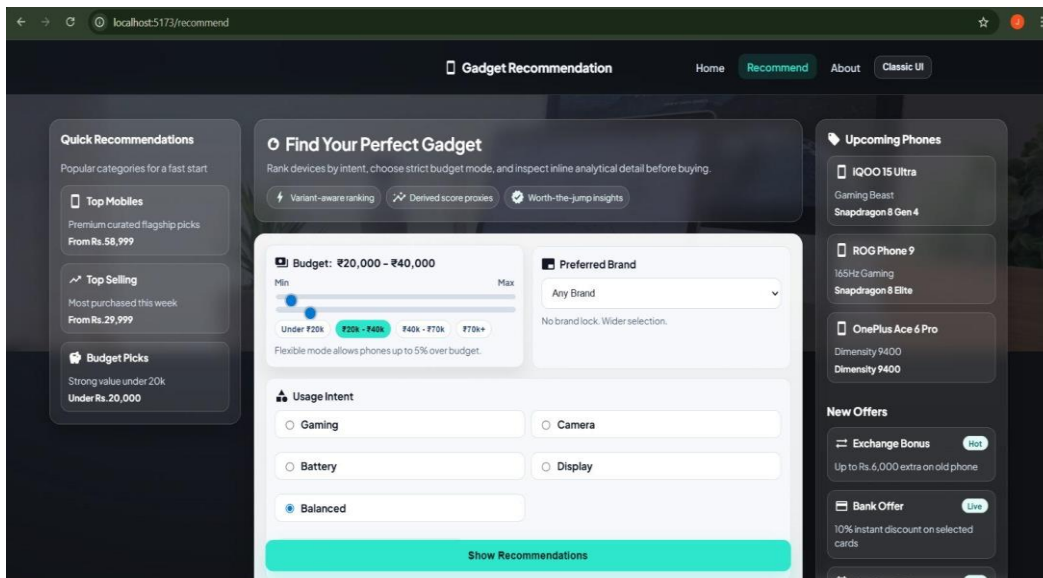 localhost:5173/recommend
Gadget Recommendation
Home
Recommend
About
Classic UI
Quick Recommendations
Popular categories for a fast start
Top Mobiles
Premium curated flagship picks
From Rs.58,999
Top Selling
Most purchased this week
From Rs.29,999
Budget Picks
Strong value under 20k
Under Rs.20,000
Find Your Perfect Gadget
Rank devices by intent, choose strict budget mode, and inspect inline analytical detail before buying.
Variant-aware ranking
Derived score proxies
Worth-the-jump insights
Budget: ₹20,000 - ₹40,000
Min
Max
Under ₹20k
₹20k - ₹40k
₹40k - ₹70k
₹70k+
Flexible mode allows phones up to 5% over budget.
Preferred Brand
Any Brand
No brand lock. Wider selection.
Usage Intent
Gaming
Camera
Battery
Display
Balanced
Show Recommendations
Upcoming Phones
IQOO 15 Ultra
Gaming Beast
Snapdragon 8 Gen 4
ROG Phone 9
165Hz Gaming
Snapdragon 8 Elite
OnePlus Ace 6 Pro
Dimensity 9400
Dimensity 9400
New Offers
Exchange Bonus
Hot
Up to Rs.6,000 extra on old phone
Bank Offer
Live
10% instant discount on selected
cards